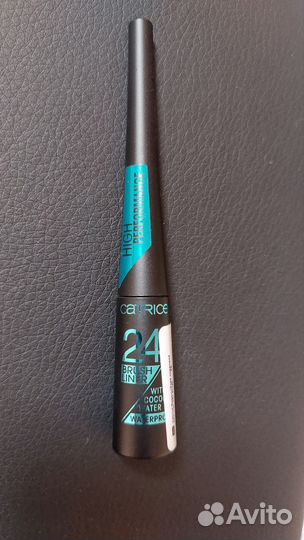 HIGH
PERFORMANCE
CATRICE
24
BRUSH
LINER
WITH
COCO
WATER
WATERPRO
Avito